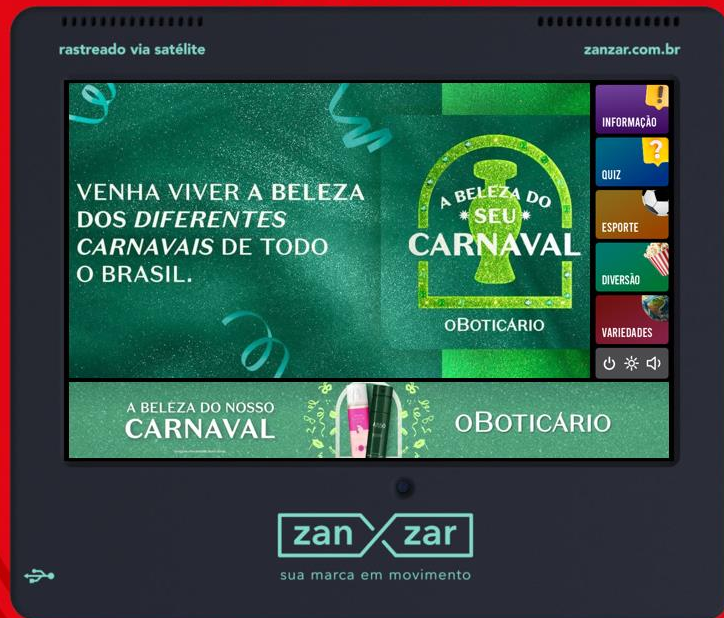 rastreado via satélite
zanzar.com.br
VENHA VIVER A BELEZA
DOS DIFERENTES
CARNAVAIS DE TODO
O BRASIL.
A BELEZA DO
SEU
CARNAVAL
OBOTICÁRIO
INFORMAÇÃO
QUIZ
ESPORTE
DIVERSÃO
VARIEDADES
A BELEZA DO NOSSO
CARNAVAL
OBOTICÁRIO
zan zar
sua marca em movimento